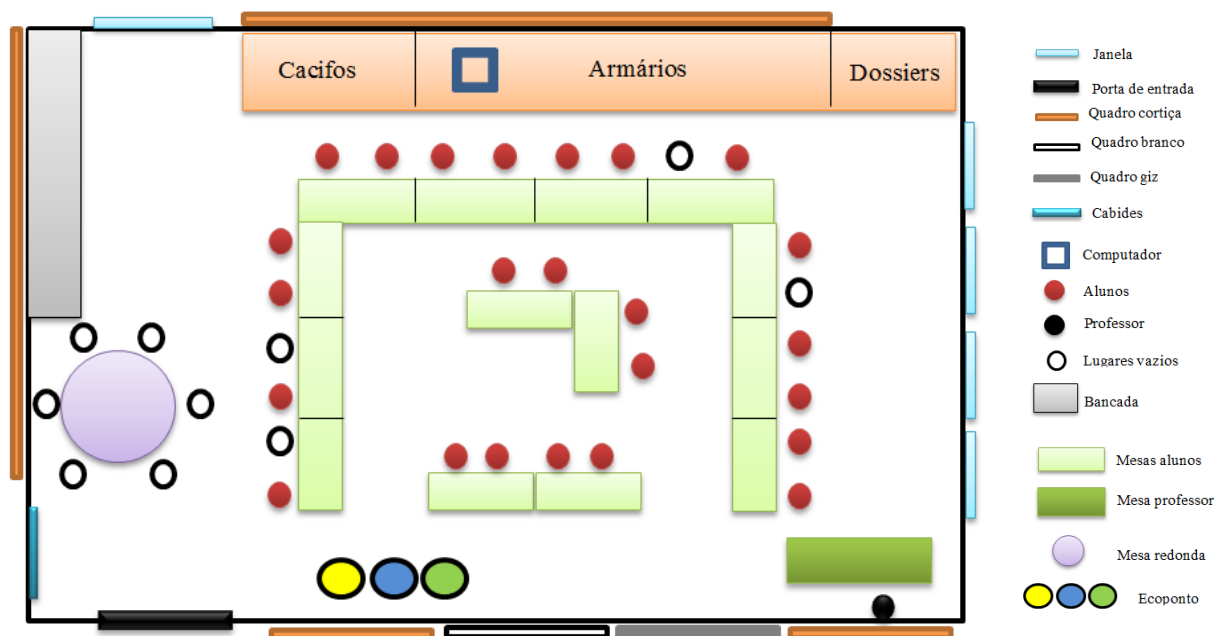 Cacifos
Armários
Dossiers
Janela
Porta de entrada
Quadro cortiça
Quadro branco
Quadro giz
Cabides
Computador
Alunos
Professor
Lugares vazios
Bancada
Mesas alunos
Mesa professor
Mesa redonda
Ecoponto